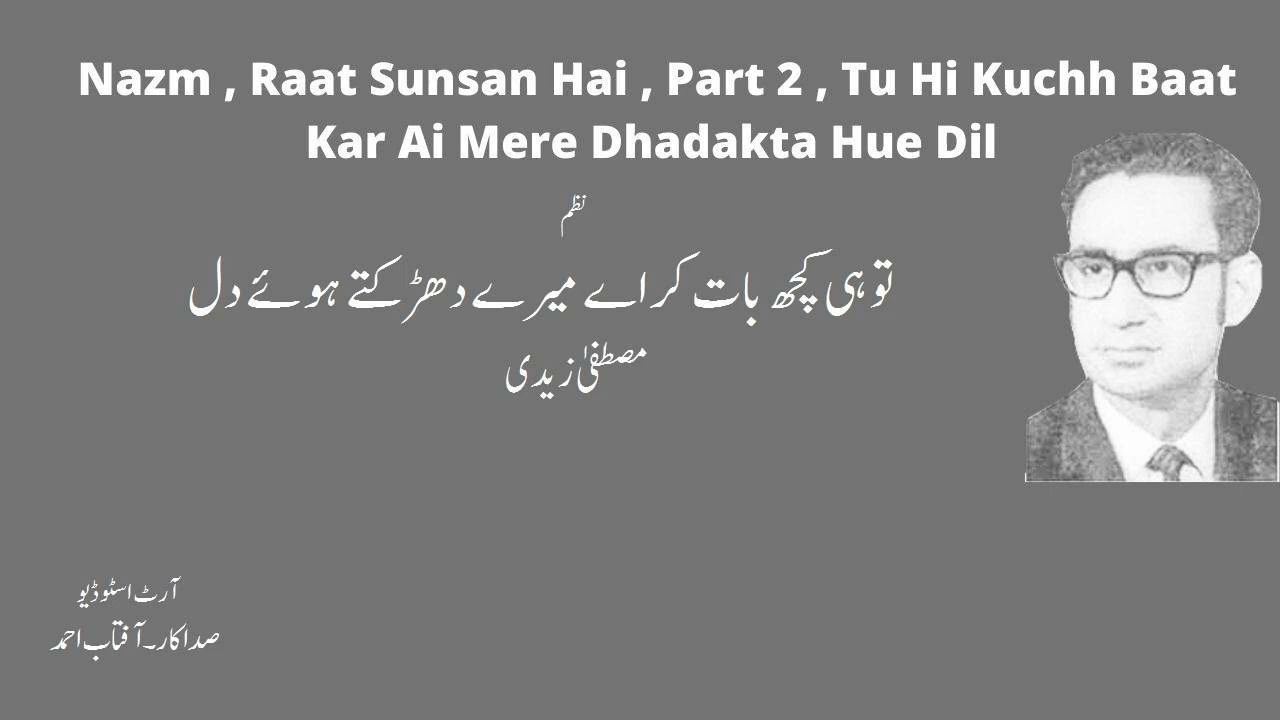 Nazm , Raat Sunsan Hai , Part 2 , Tu Hi Kuchh Baat
Kar Ai Mere Dhadakta Hue Dil
نظم
تو ہی کچھ بات کر اے میرے دھڑکتے ہوئے دل
مصطفیٰ زیدی
آرٹ اسٹوڈیو
صداکار۔آفتاب احمد